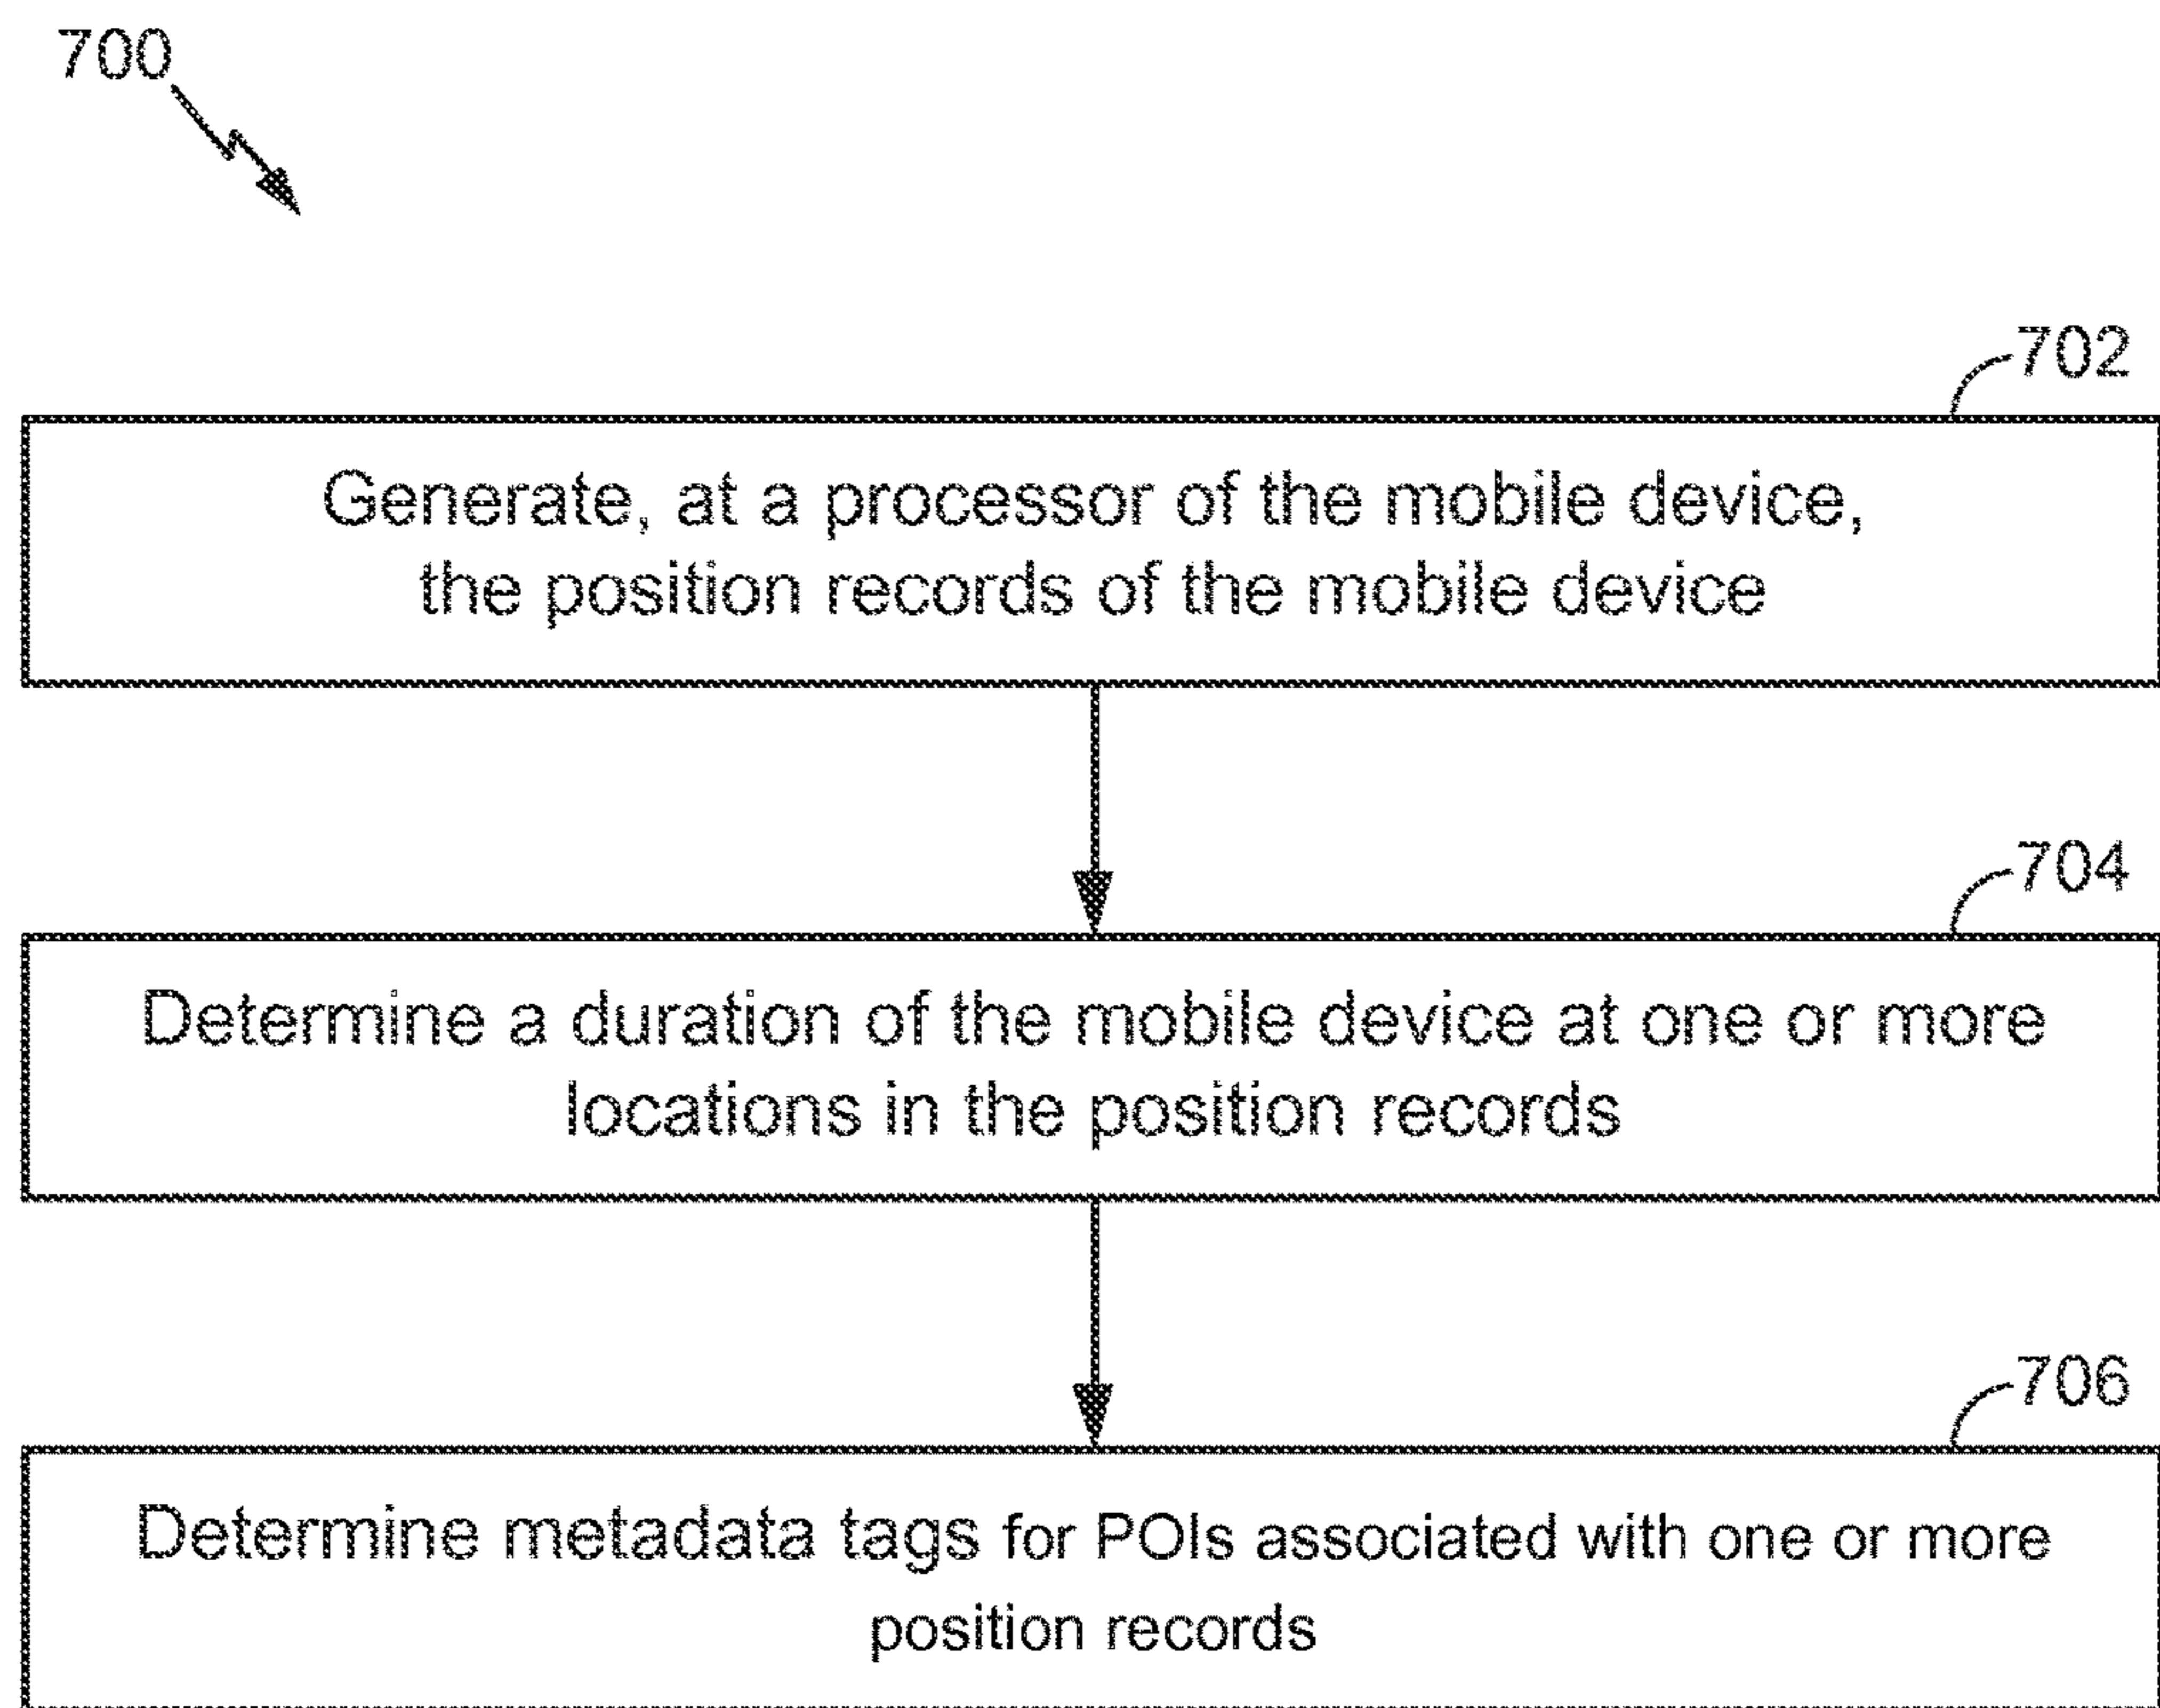 700
702
Generate, at a processor of the mobile device,
the position records of the mobile device
704
Determine a duration of the mobile device at one or more
locations in the position records
706
Determine metadata tags for POIs associated with one or more
position records